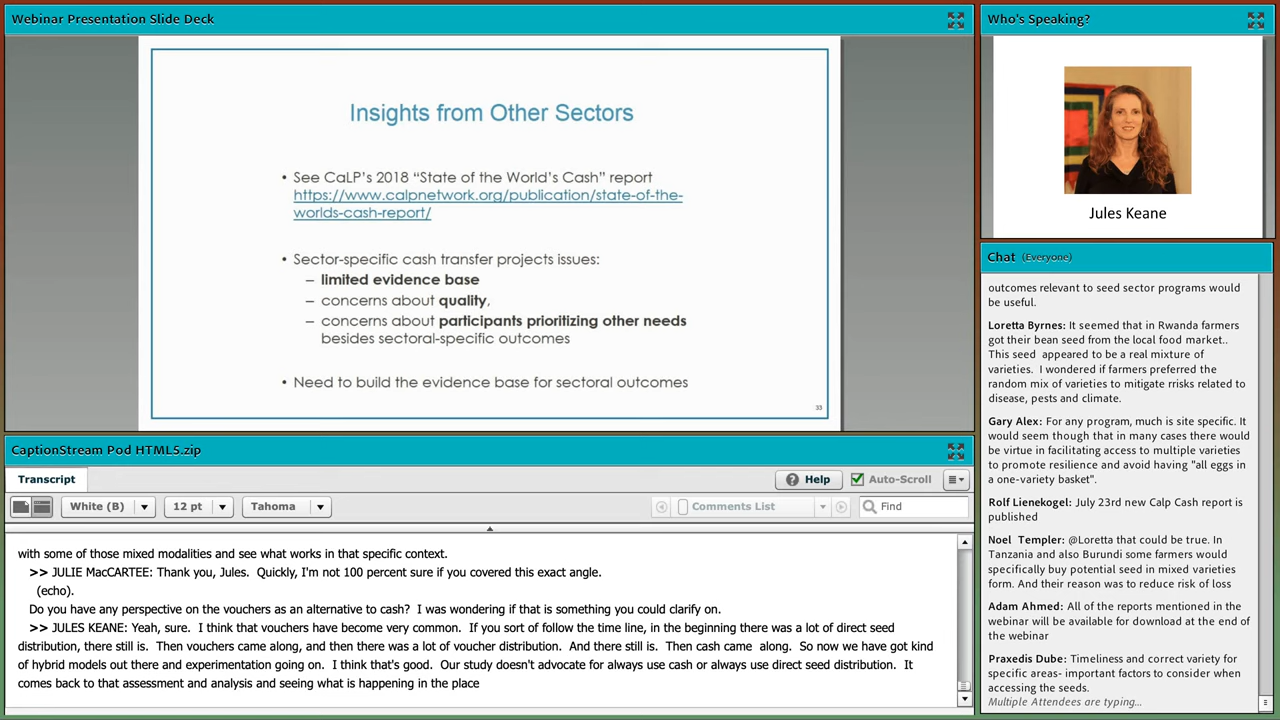 Webinar Presentation Slide Deck
Insights from Other Sectors
• See CaLP's 2018 “State of the World's Cash” report
https://www.calpnetwork.org/publication/state-of-the-
worlds-cash-report/
• Sector-specific cash transfer projects issues:
– limited evidence base
– concerns about quality,
– concerns about participants prioritizing other needs
besides sectoral-specific outcomes
• Need to build the evidence base for sectoral outcomes
33
CaptionStream Pod HTML5.zip
Transcript
Help
Auto-Scroll
White (B)
12 pt
Tahoma
Comments List
Find
with some of those mixed modalities and see what works in that specific context.
>> JULIE MacCARTEE: Thank you, Jules.  Quickly, I'm not 100 percent sure if you covered this exact angle.
(echo).
Do you have any perspective on the vouchers as an alternative to cash?  I was wondering if that is something you could clarify on.
>> JULES KEANE: Yeah, sure.  I think that vouchers have become very common.  If you sort of follow the time line, in the beginning there was a lot of direct seed
distribution, there still is.  Then vouchers came along, and then there was a lot of voucher distribution.  And there still is.  Then cash came  along.  So now we have got kind
of hybrid models out there and experimentation going on.  I think that's good.  Our study doesn't advocate for always use cash or always use direct seed distribution.  It
comes back to that assessment and analysis and seeing what is happening in the place
Who's Speaking?
Jules Keane
Chat (Everyone)
outcomes relevant to seed sector programs would
be useful.
Loretta Byrnes: It seemed that in Rwanda farmers
got their bean seed from the local food market..
This seed  appeared to be a real mixture of
varieties.  I wondered if farmers preferred the
random mix of varieties to mitigate rrisks related to
disease, pests and climate.
Gary Alex: For any program, much is site specific. It
would seem though that in many cases there would
be virtue in facilitating access to multiple varieties
to promote resilience and avoid having "all eggs in
a one-variety basket".
Rolf Lienekogel: July 23rd new Calp Cash report is
published
Noel  Templer: @Loretta that could be true. In
Tanzania and also Burundi some farmers would
specifically buy potential seed in mixed varieties
form. And their reason was to reduce risk of loss
Adam Ahmed: All of the reports mentioned in the
webinar will be available for download at the end of
the webinar
Praxedis Dube: Timeliness and correct variety for
specific areas- important factors to consider when
accessing the seeds.
Multiple Attendees are typing...